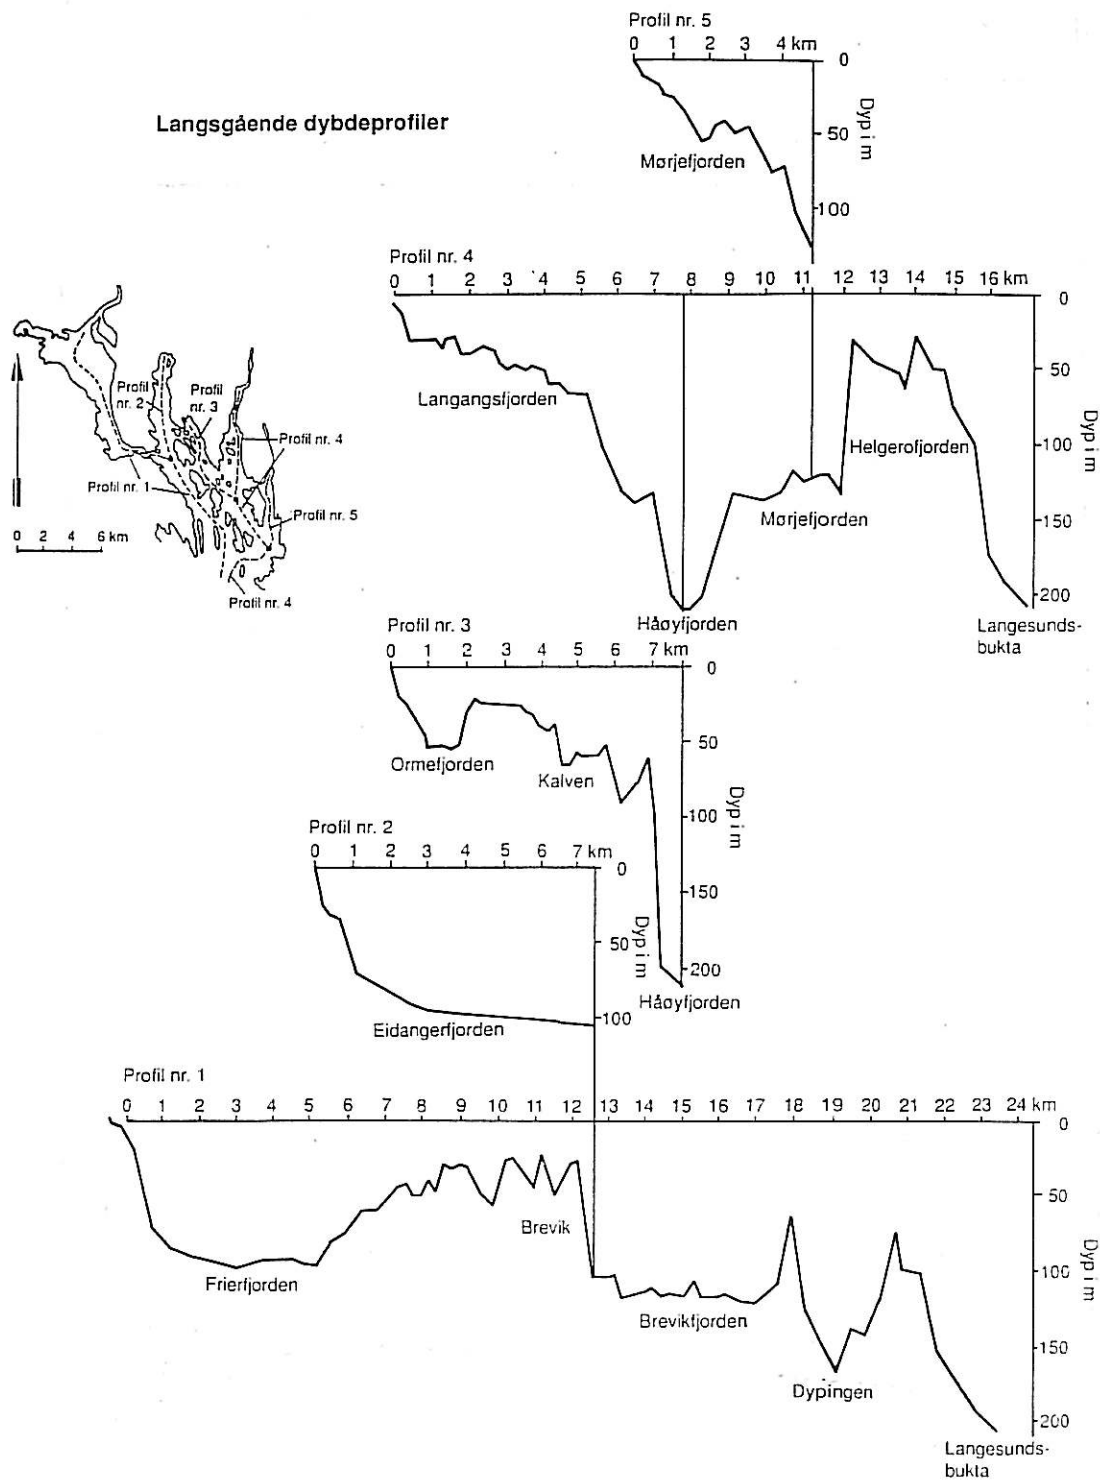 Profil nr. 5
0 1 2 3 4 km
0
50
100
Dyp i m
Mørjefjorden
Langsgående dybdeprofiler
Profil nr. 4
0 1 2 3 4 5 6 7 8 9 10 11 12 13 14 15 16 km
0
50
100
150
200
Dyp i m
Langangsfjorden
Helgerofjorden
Mørjefjorden
Håøyfjorden
Langesunds-
bukta
Profil
nr. 2
Profil
nr. 3
Profil nr. 4
Profil nr. 1
Profil nr. 5
0 2 4 6 km
Profil nr. 4
Profil nr. 3
0 1 2 3 4 5 6 7 km
0
50
100
150
200
Dyp i m
Ormefjorden
Kalven
Håøyfjorden
Profil nr. 2
0 1 2 3 4 5 6 7 km
0
50
100
Dyp i m
Eidangerfjorden
Profil nr. 1
0 1 2 3 4 5 6 7 8 9 10 11 12 13 14 15 16 17 18 19 20 21 22 23 24 km
0
50
100
150
200
Dyp i m
Brevik
Frierfjorden
Brevikfjorden
Dypingen
Langesunds-
bukta